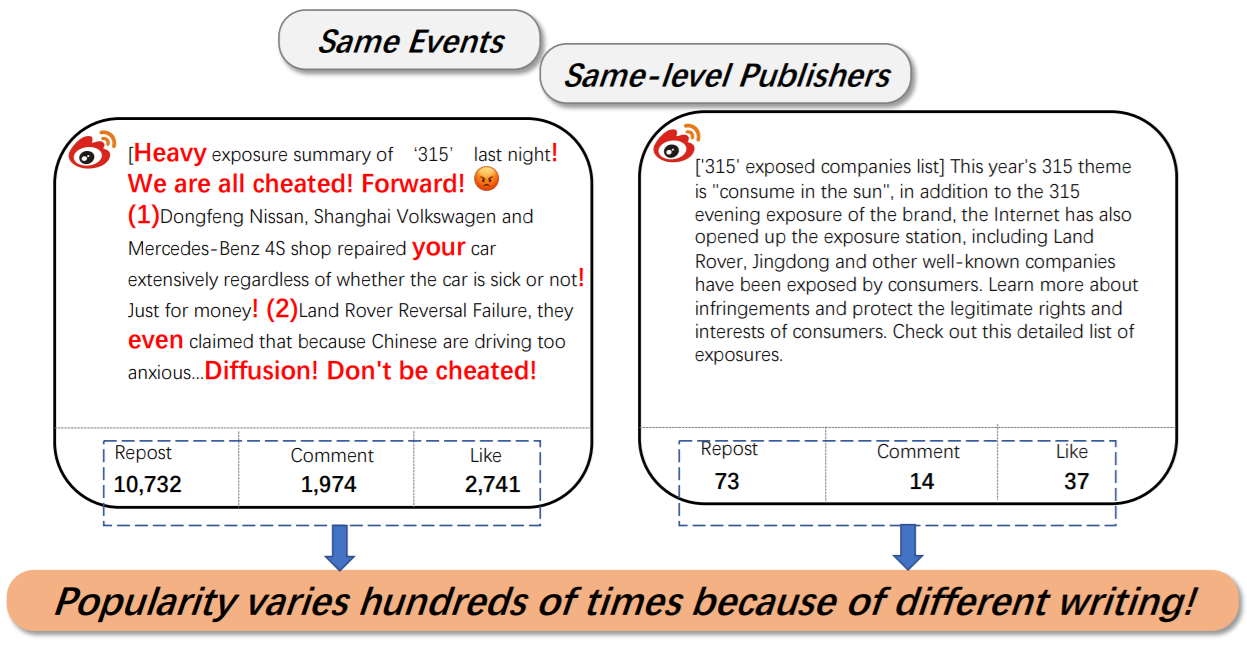 Same Events
Same-level Publishers
[Heavy exposure summary of '315' last night!
We are all cheated! Forward!
(1)Dongfeng Nissan, Shanghai Volkswagen and
Mercedes-Benz 4S shop repaired your car
extensively regardless of whether the car is sick or not!
Just for money! (2)Land Rover Reversal Failure, they
even claimed that because Chinese are driving too
anxious...Diffusion! Don't be cheated!
Repost Comment Like
10,732 1,974 2,741
['315' exposed companies list] This year's 315 theme
is "consume in the sun", in addition to the 315
evening exposure of the brand, the Internet has also
opened up the exposure station, including Land
Rover, Jingdong and other well-known companies
have been exposed by consumers. Learn more about
infringements and protect the legitimate rights and
interests of consumers. Check out this detailed list of
exposures.
Repost Comment Like
73 14 37
Popularity varies hundreds of times because of different writing!